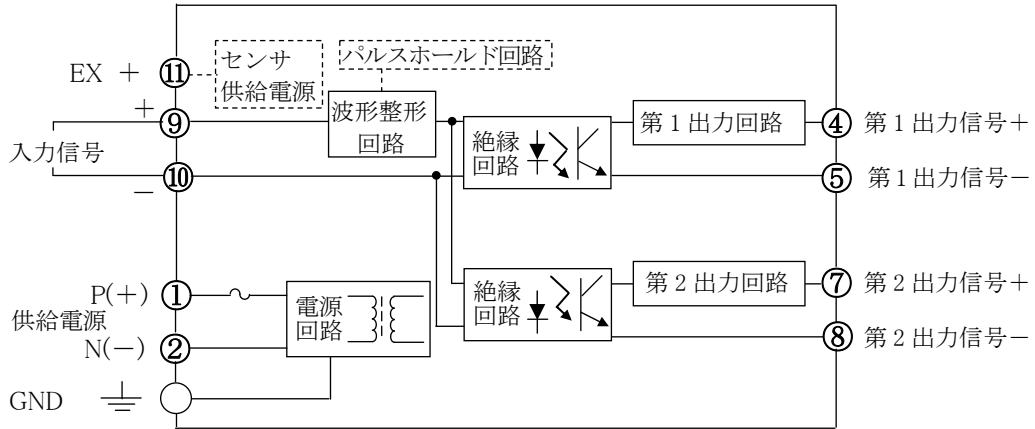 EX +
⑪
センサ
供給電源
パルスホールド回路
+
⑨
波形整形
回路
入力信号
⑩
−
絶縁
回路
第1出力回路
④
第1出力信号+
⑤
第1出力信号−
P(+)
①
供給電源
N(−)
②
GND
電源
回路
絶縁
回路
第2出力回路
⑦
第2出力信号+
⑧
第2出力信号−